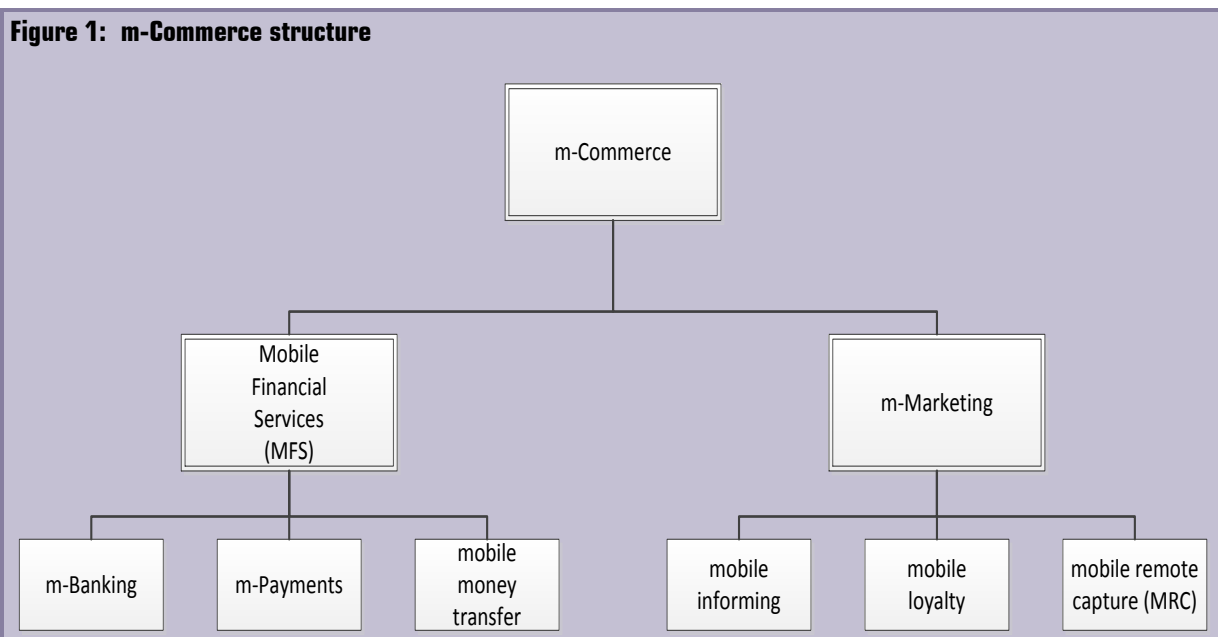 Figure 1: m-Commerce structure
m-Commerce
Mobile
Financial
Services
(MFS)
m-Marketing
m-Banking
m-Payments
mobile
money
transfer
mobile
informing
mobile
loyalty
mobile remote
capture (MRC)